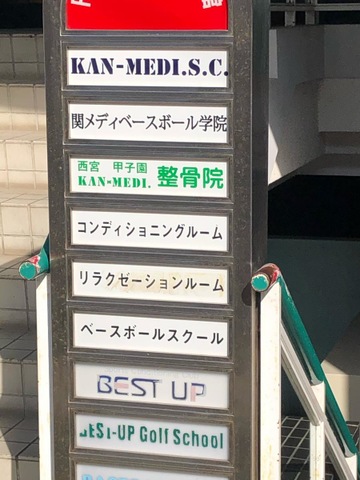 KAN-MEDI.S.C.
関メディベースボール学院
西宮 甲子園
KAN-MEDI. 整骨院
コンディショニングルーム
リラクゼーションルーム
ベースボールスクール
BEST UP
BEST-UP Golf School